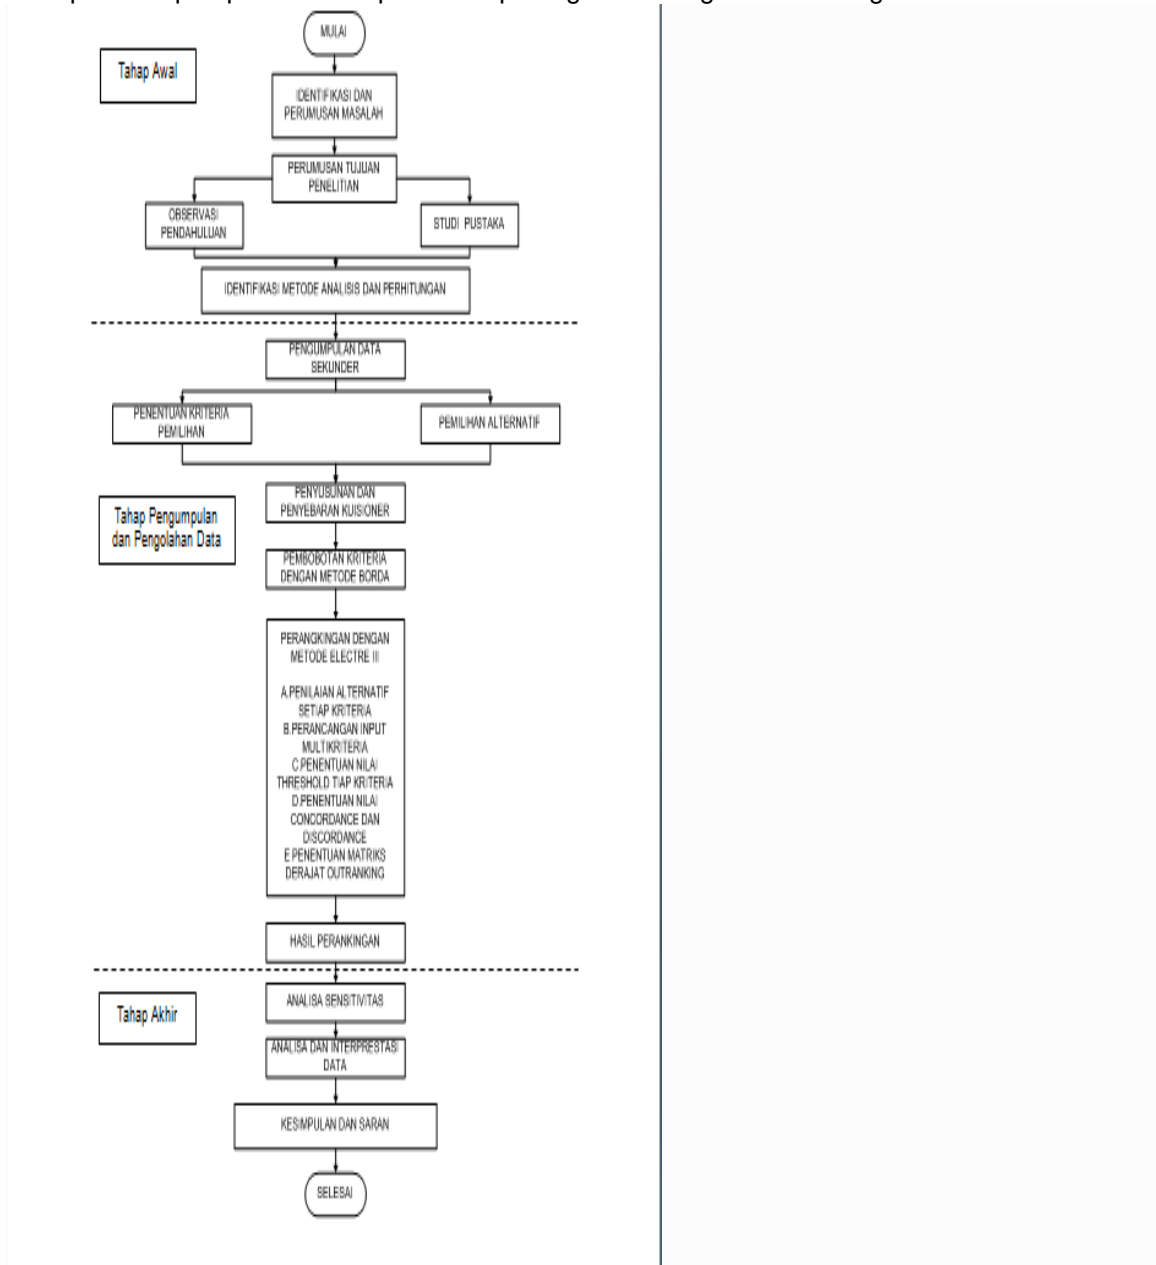 MULAI
Tahap Awal
IDENTIFIKASI DAN
PERUMUSAN MASALAH
PERUMUSAN TUJUAN
PENELITIAN
OBSERVASI
PENDAHULUAN
STUDI PUSTAKA
IDENTIFIKASI METODE ANALISIS DAN PERHITUNGAN
PENGUMPULAN DATA
SEKUNDER
PENENTUAN KRITERIA
PEMILIHAN
PEMILIHAN ALTERNATIF
PENYUSUNAN DAN
PENYEBARAN KUISIONER
Tahap Pengumpulan
dan Pengolahan Data
PEMBOBOTAN KRITERIA
DENGAN METODE BORDA
PERANGKINGAN DENGAN
METODE ELECTRE III
A.PENILAIAN ALTERNATIF
SETIAP KRITERIA
B.PERANCANGAN INPUT
MULTIKRITERIA
C.PENENTUAN NILAI
THRESHOLD TIAP KRITERIA
D.PENENTUAN NILAI
CONCORDANCE DAN
DISCORDANCE
E.PENENTUAN MATRIKS
DERAJAT OUTRANKING
HASIL PERANKINGAN
ANALISA SENSITIVITAS
Tahap Akhir
ANALISA DAN INTERPRESTASI
DATA
KESIMPULAN DAN SARAN
SELESAI